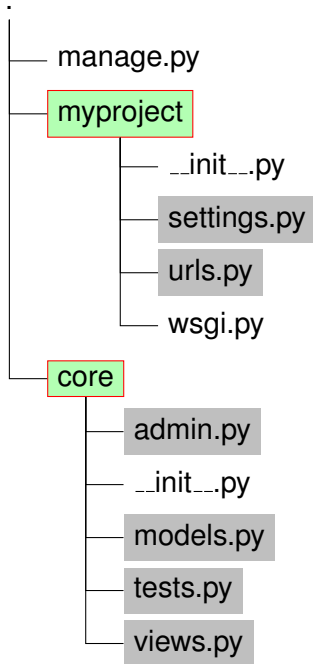 .
manage.py
myproject
__init__.py
settings.py
urls.py
wsgi.py
core
admin.py
__init__.py
models.py
tests.py
views.py